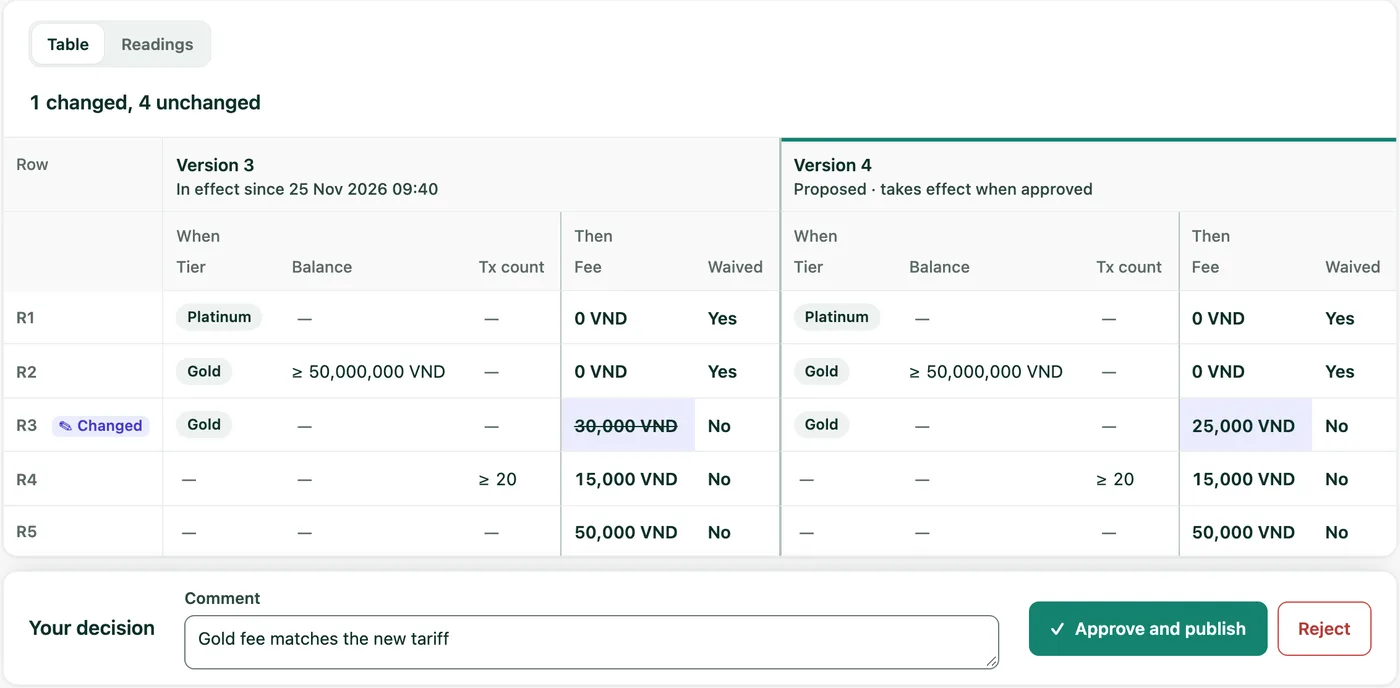 Table Readings
1 changed, 4 unchanged
Row Version 3 Version 4
In effect since 25 Nov 2026 09:40 Proposed · takes effect when approved
When Then When Then
Tier Balance Tx count Fee Waived Tier Balance Tx count Fee Waived
R1 Platinum — — 0 VND Yes Platinum — — 0 VND Yes
R2 Gold ≥ 50,000,000 VND — 0 VND Yes Gold ≥ 50,000,000 VND — 0 VND Yes
R3 ✎ Changed Gold — — 30,000 VND No Gold — — 25,000 VND No
R4 — — ≥ 20 15,000 VND No — — ≥ 20 15,000 VND No
R5 — — — 50,000 VND No — — — 50,000 VND No
Your decision
Comment
Gold fee matches the new tariff
✓ Approve and publish
Reject